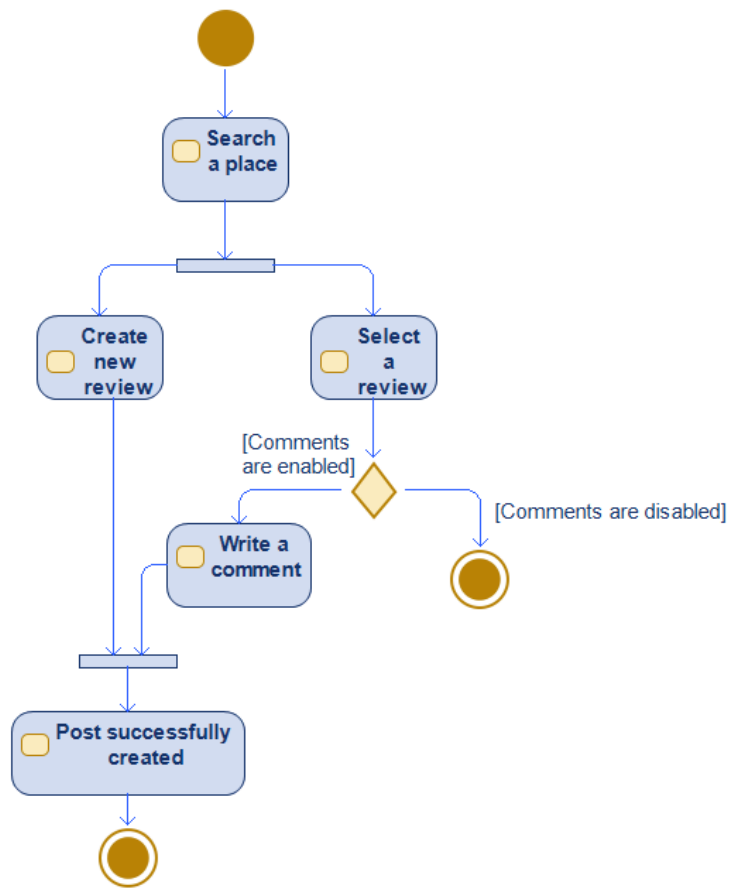 Search
a place
Create
new
review
Select
a
review
[Comments
are enabled]
[Comments are disabled]
Write a
comment
Post successfully
created